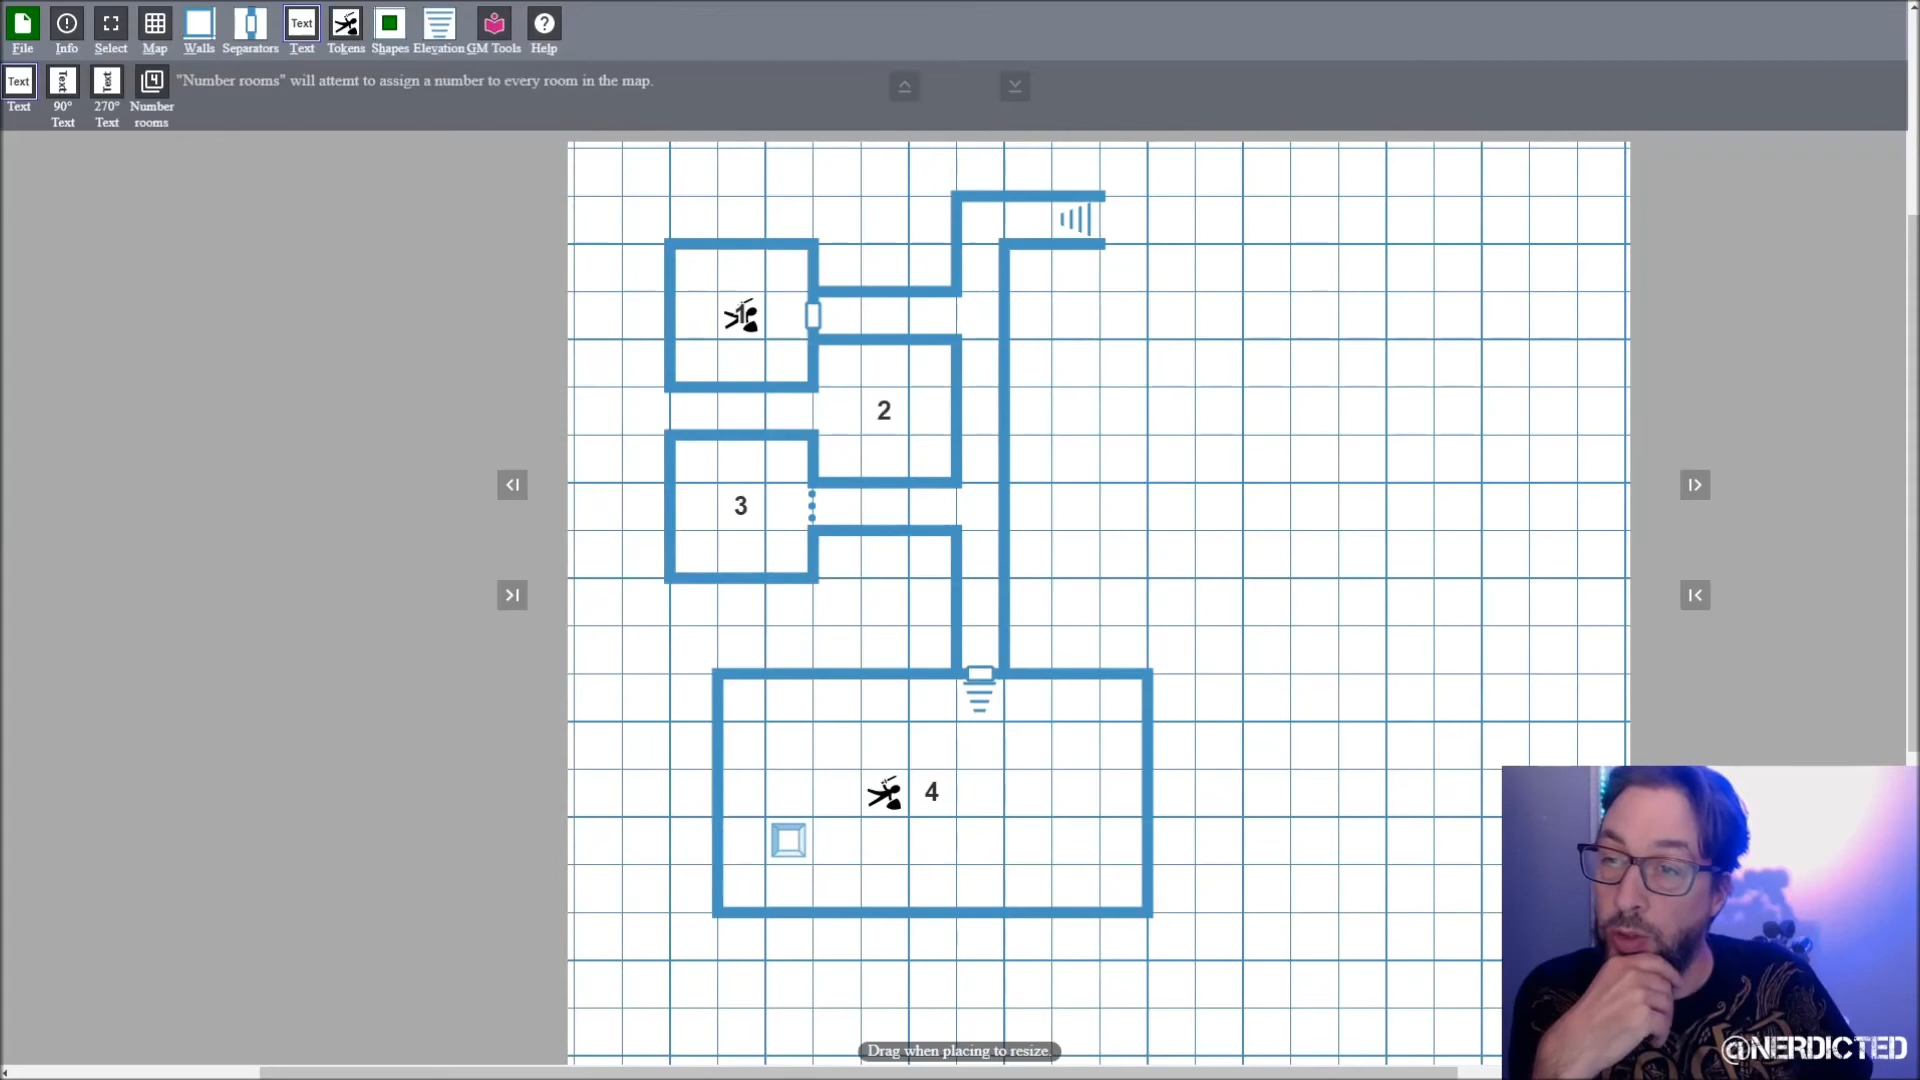 File Info Select Map Walls Separators Text Text Tokens Shapes Elevation GM Tools Help
Text Text Text 4 "Number rooms" will attemt to assign a number to every room in the map.
Text 90° 270° Number
Text Text rooms
1
2
3
4
Drag when placing to resize.
@NERDICTED